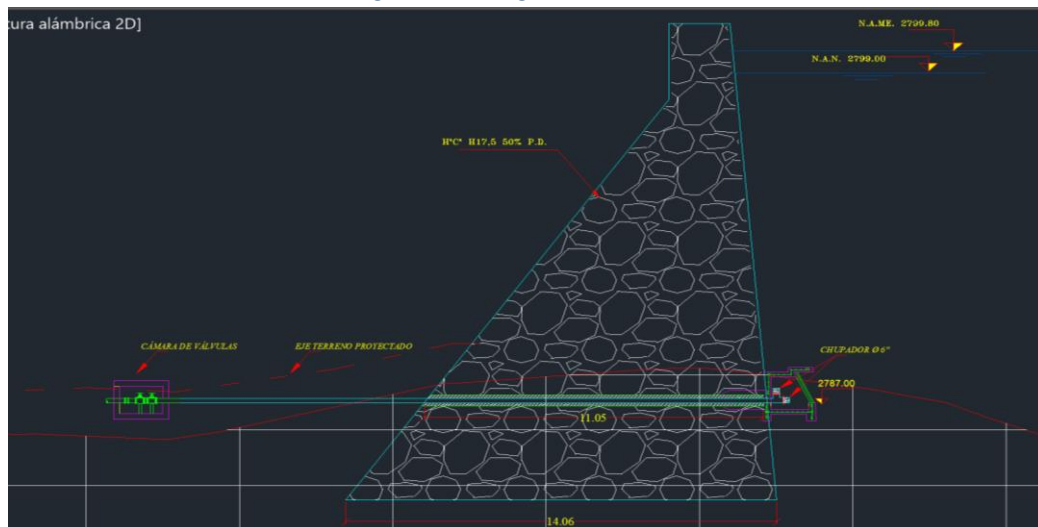 tura alámbrica 2D]
N.A.ME. 2799.80
N.A.N. 2799.00
HºCº H17,5 50% P.D.
CÁMARA DE VÁLVULAS
EJE TERRENO PROTECTADO
CHUPADOR Ø 6"
2787.00
11.05
14.06